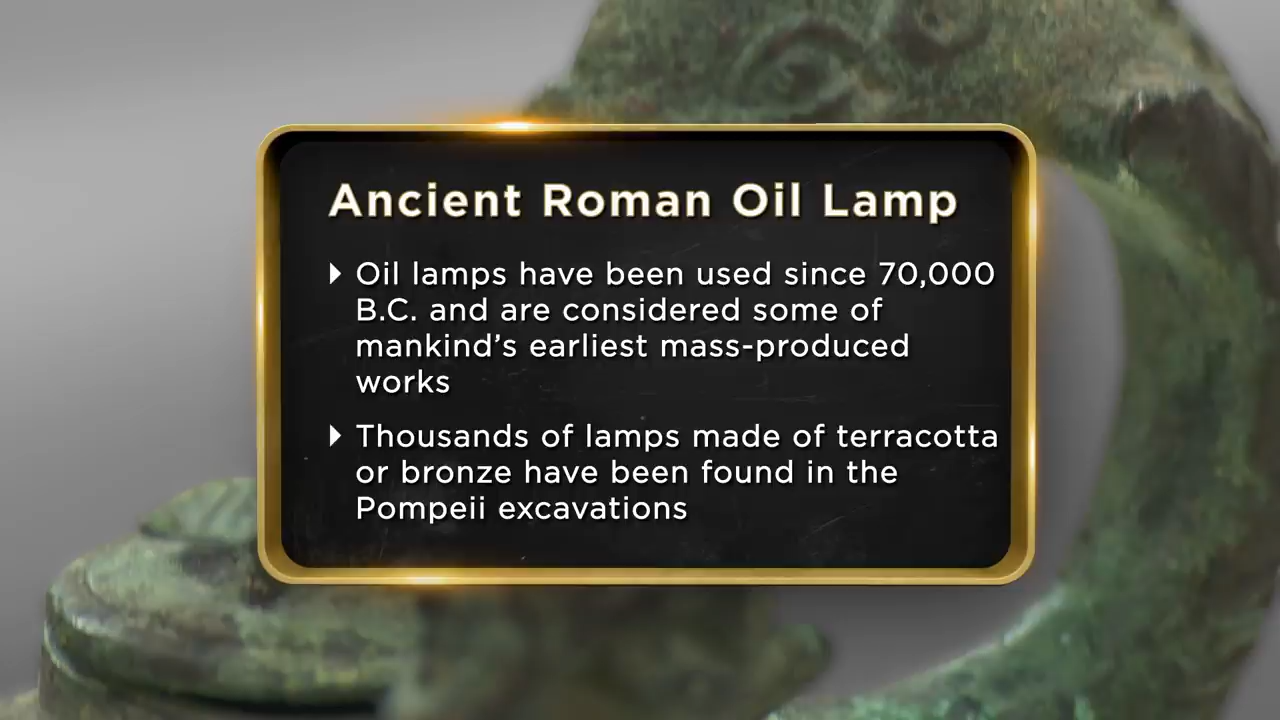 Ancient Roman Oil Lamp
Oil lamps have been used since 70,000
B.C. and are considered some of
mankind’s earliest mass-produced
works
Thousands of lamps made of terracotta
or bronze have been found in the
Pompeii excavations